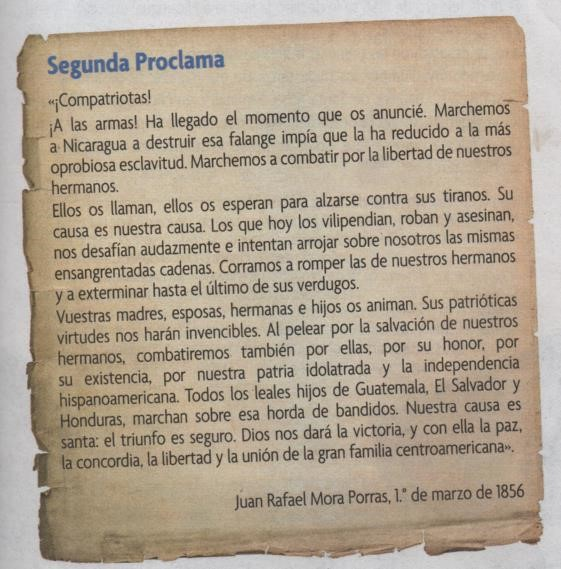 Segunda Proclama
«¡Compatriotas!
¡A las armas! Ha llegado el momento que os anuncié. Marchemos
a Nicaragua a destruir esa falange impía que la ha reducido a la más
oprobiosa esclavitud. Marchemos a combatir por la libertad de nuestros
hermanos.
Ellos os llaman, ellos os esperan para alzarse contra sus tiranos. Su
causa es nuestra causa. Los que hoy los vilipendian, roban y asesinan,
nos desafían audazmente e intentan arrojar sobre nosotros las mismas
ensangrentadas cadenas. Corramos a romper las de nuestros hermanos
y a exterminar hasta el último de sus verdugos.
Vuestras madres, esposas, hermanas e hijos os animan. Sus patrióticas
virtudes nos harán invencibles. Al pelear por la salvación de nuestros
hermanos, combatiremos también por ellas, por su honor, por
su existencia, por nuestra patria idolatrada y la independencia
hispanoamericana. Todos los leales hijos de Guatemala, El Salvador y
Honduras, marchan sobre esa horda de bandidos. Nuestra causa es
santa: el triunfo es seguro. Dios nos dará la victoria, y con ella la paz,
la concordia, la libertad y la unión de la gran familia centroamericana».
Juan Rafael Mora Porras, 1.° de marzo de 1856